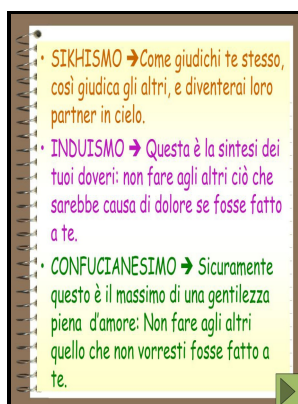 • SIKHISMO ➔Come giudichi te stesso,
così giudica gli altri, e diventerai loro
partner in cielo.
• INDUISMO ➔ Questa è la sintesi dei
tuoi doveri: non fare agli altri ciò che
sarebbe causa di dolore se fosse fatto
a te.
• CONFUCIANESIMO ➔ Sicuramente
questo è il massimo di una gentilezza
piena d'amore: Non fare agli altri
quello che non vorresti fosse fatto a
te.